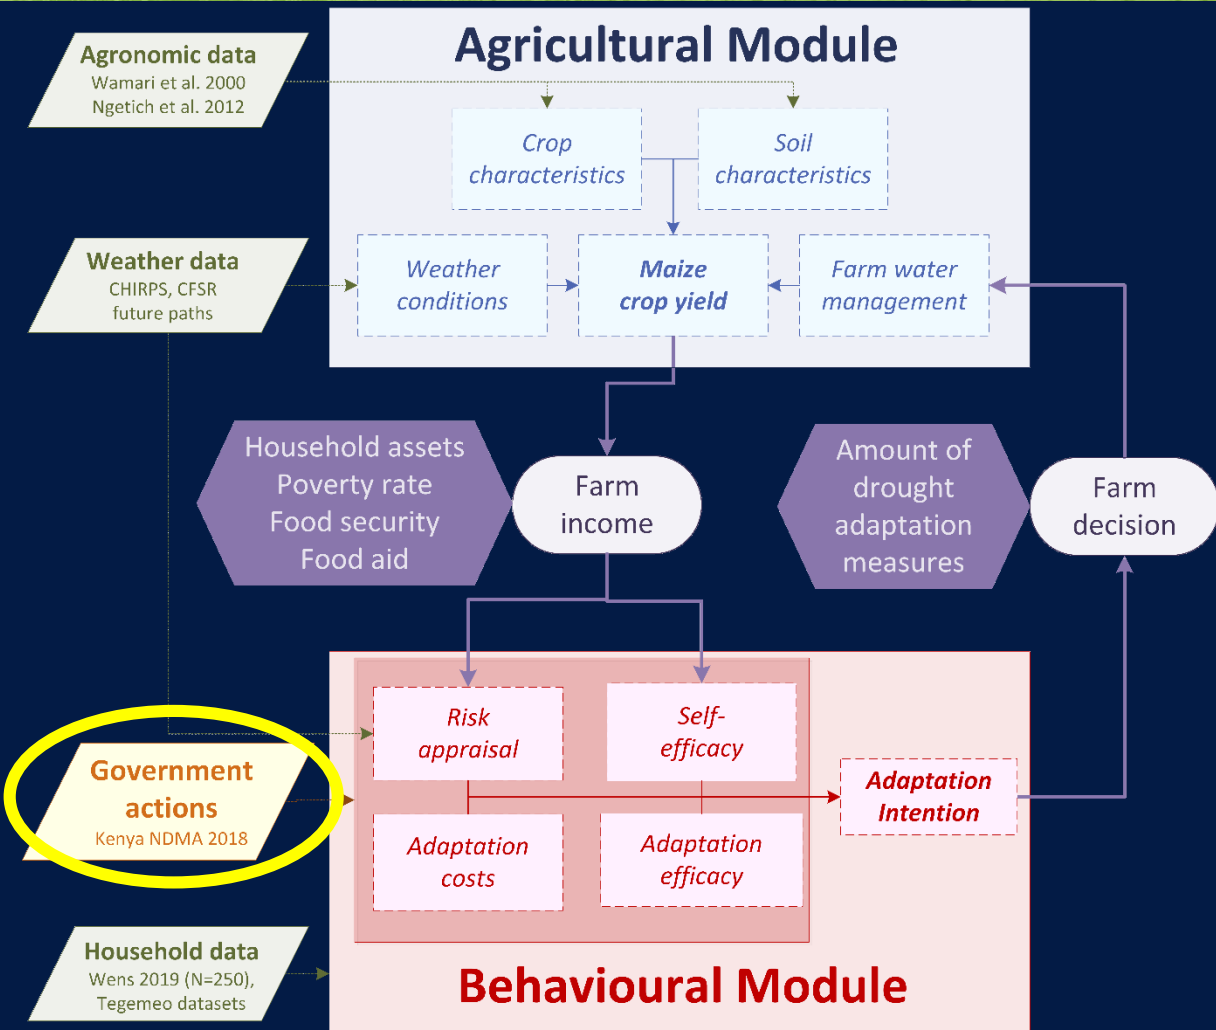 Agricultural Module
Agronomic data
Wamari et al. 2000
Ngetich et al. 2012
Crop
characteristics
Soil
characteristics
Weather data
CHIRPS, CFSR
future paths
Weather
conditions
Maize
crop yield
Farm water
management
Household assets
Poverty rate
Food security
Food aid
Farm
income
Amount of
drought
adaptation
measures
Farm
decision
Risk
appraisal
Self-
efficacy
Government
actions
Kenya NDMA 2018
Adaptation
Intention
Adaptation
costs
Adaptation
efficacy
Household data
Wens 2019 (N=250),
Tegemeo datasets
Behavioural Module